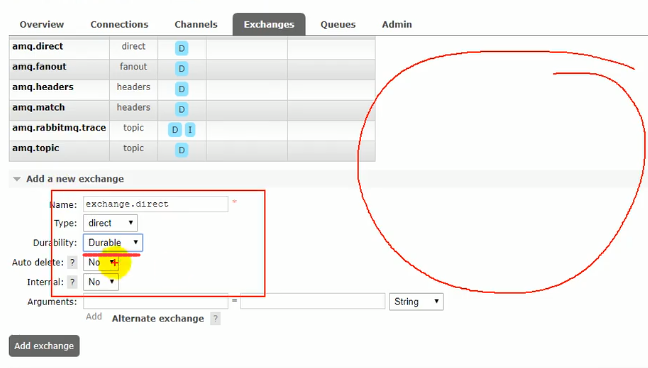 Overview Connections Channels Exchanges Queues Admin
amq.direct direct D
amq.fanout fanout D
amq.headers headers D
amq.match headers D
amq.rabbitmq.trace topic D I
amq.topic topic D
Add a new exchange
Name: exchange.direct *
Type: direct
Durability: Durable
Auto delete: ? No
Internal: ? No
Arguments: = String
Add Alternate exchange ?
Add exchange